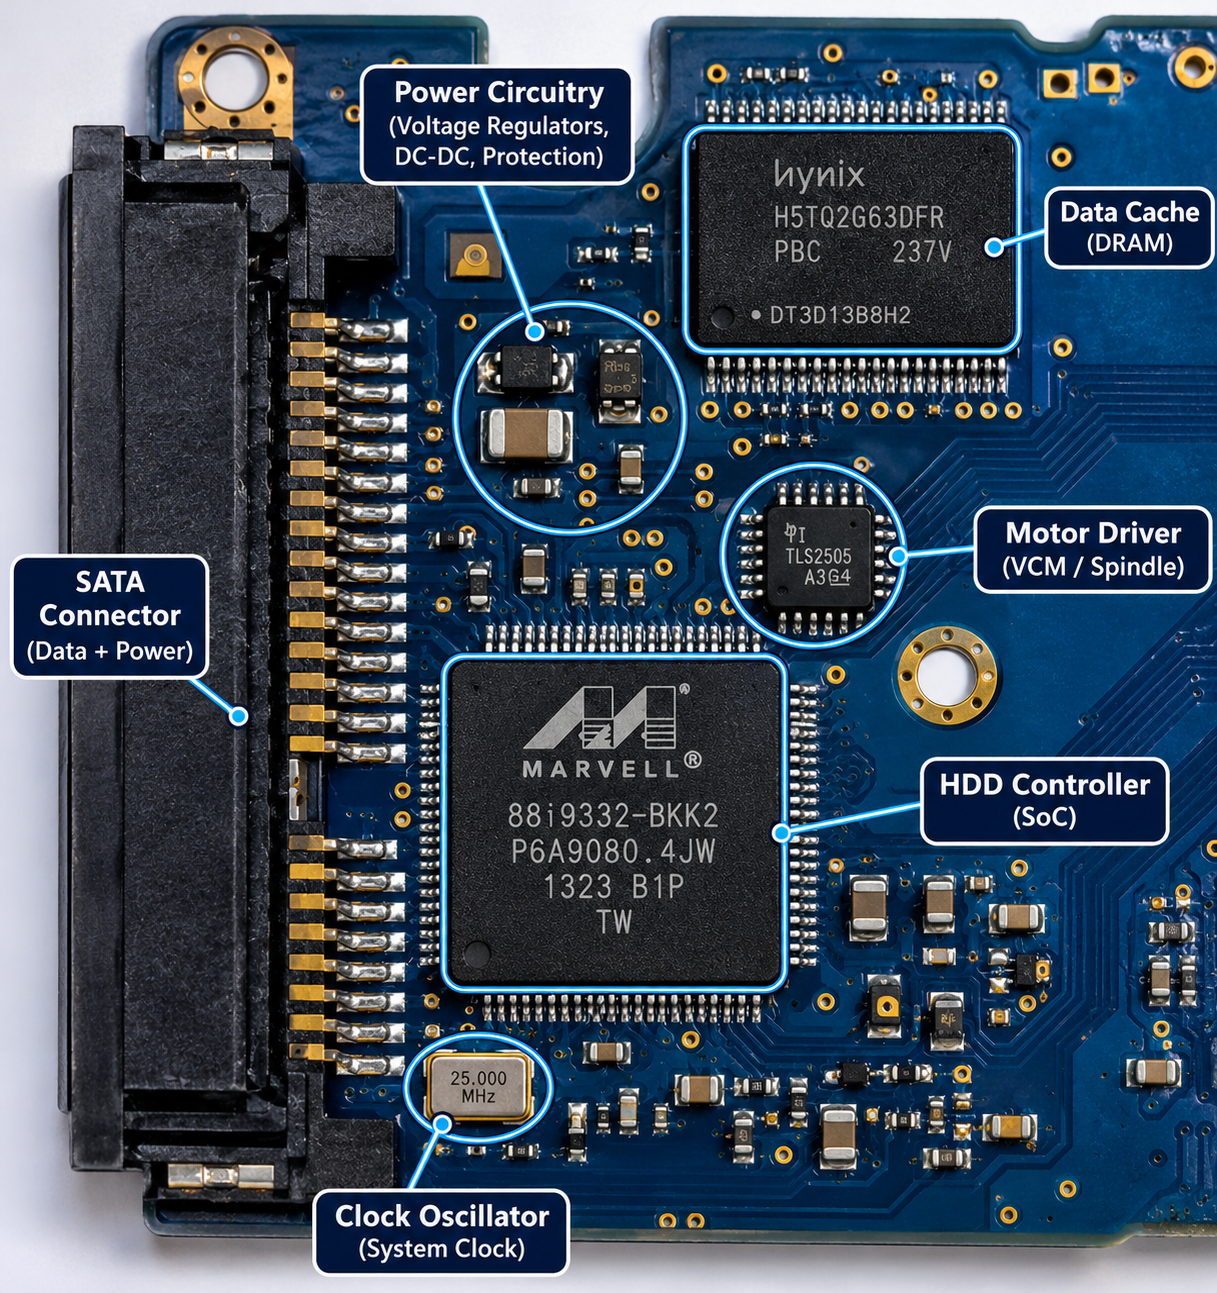 Power Circuitry
(Voltage Regulators,
DC-DC, Protection)
hynix
H5TQ2G63DFR
PBC 237V
DT3D13B8H2
Data Cache
(DRAM)
TLS2505
A3G4
Motor Driver
(VCM / Spindle)
SATA
Connector
(Data + Power)
MARVELL®
88i9332-BKK2
P6A9080.4JW
1323 B1P
TW
HDD Controller
(SoC)
25.000
MHz
Clock Oscillator
(System Clock)